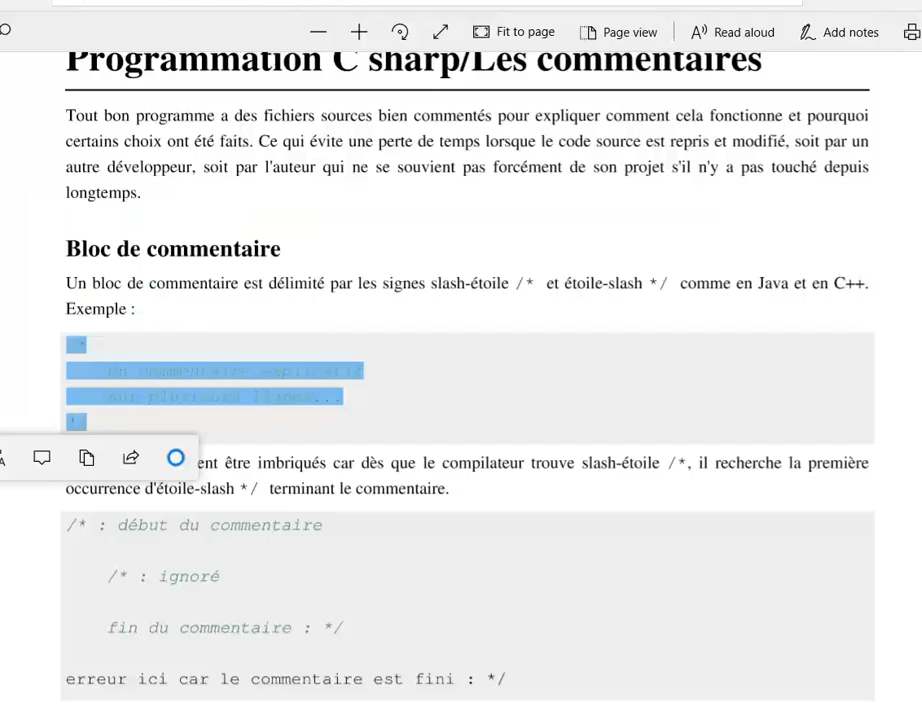 Fit to page
Page view
Read aloud
Add notes
Programmation C sharp/Les commentaires
Tout bon programme a des fichiers sources bien commentés pour expliquer comment cela fonctionne et pourquoi
certains choix ont été faits. Ce qui évite une perte de temps lorsque le code source est repris et modifié, soit par un
autre développeur, soit par l'auteur qui ne se souvient pas forcément de son projet s'il n'y a pas touché depuis
longtemps.
Bloc de commentaire
Un bloc de commentaire est délimité par les signes slash-étoile /* et étoile-slash */ comme en Java et en C++.
Exemple :
un commentaire explicatif
sur plusieurs lignes...
ent être imbriqués car dès que le compilateur trouve slash-étoile /*, il recherche la première
occurrence d'étoile-slash */ terminant le commentaire.
/* : début du commentaire
/* : ignoré
fin du commentaire : */
erreur ici car le commentaire est fini : */